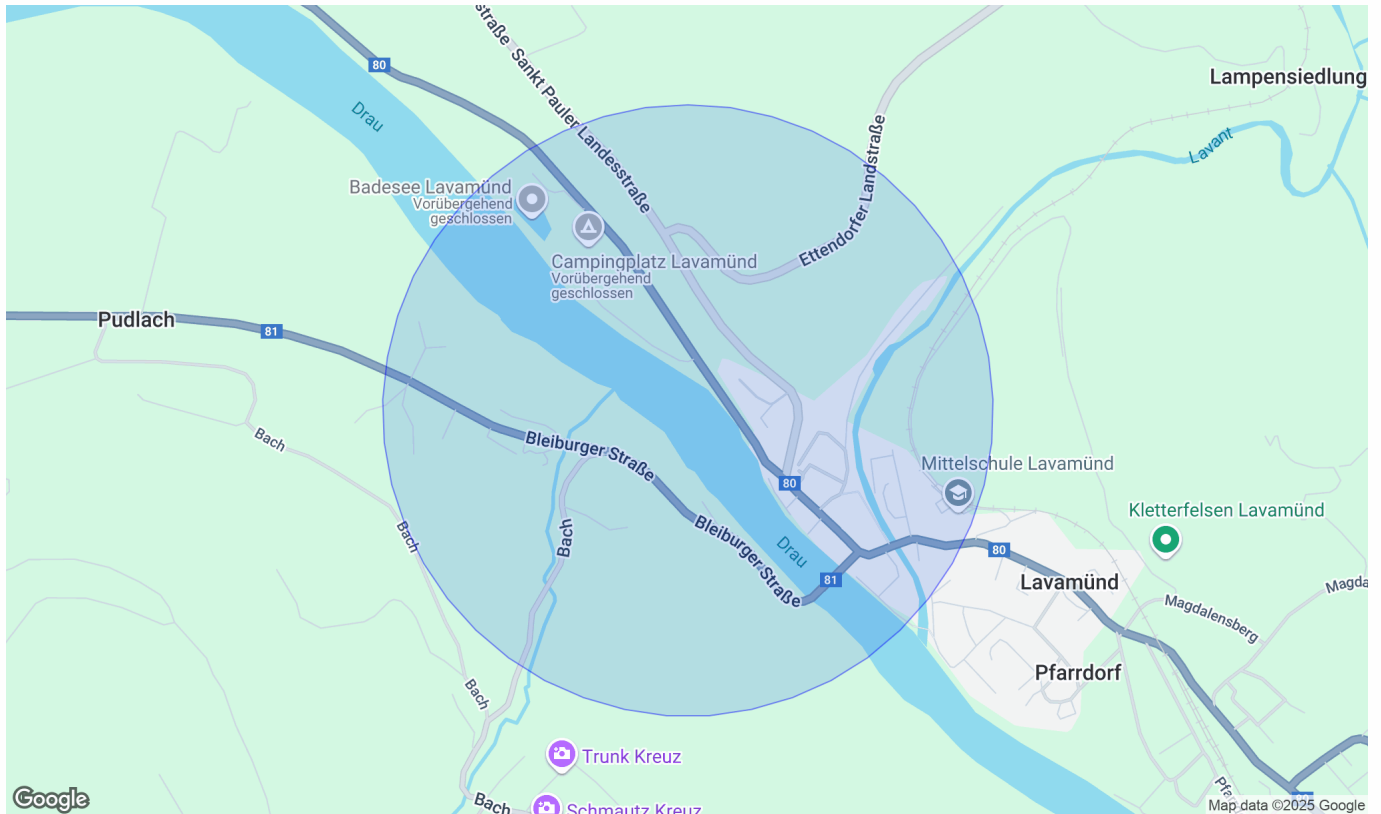 straße
Sankt Pauler Landesstraße
80
Drau
Lampensiedlung
Lavant
Ettendorfer Landstraße
Badesee Lavamünd
Vorübergehend
geschlossen
Campingplatz Lavamünd
Vorübergehend
geschlossen
Pudlach
81
Bach
Bleiburger Straße
Mittelschule Lavamünd
80
Kletterfelsen Lavamünd
Bach
Bach
Bleiburger Straße
Drau
80
81
Lavamünd
Magda
Magdalensberg
Pfarrdorf
Bach
Trunk Kreuz
Bach
Schmautz Kreuz
Google
Map data ©2025 Google